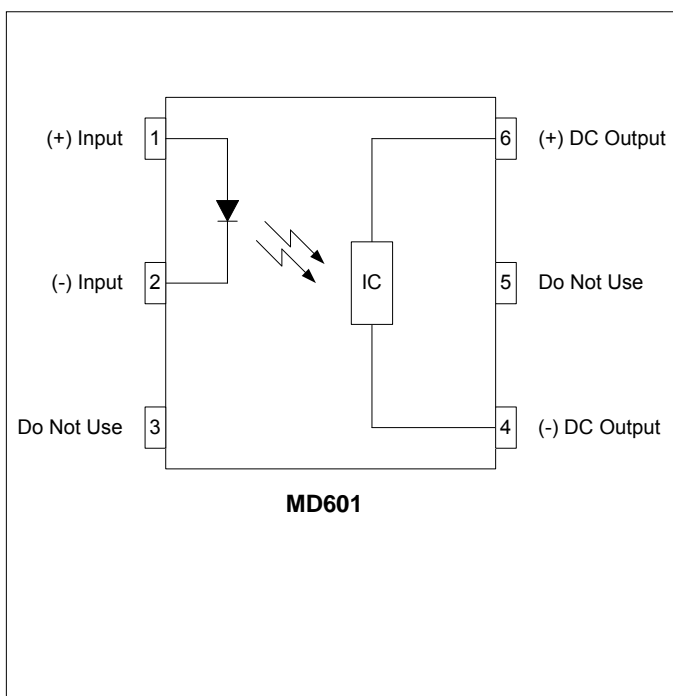 (+) Input 1
6 (+) DC Output
(-) Input 2
IC
5 Do Not Use
Do Not Use 3
4 (-) DC Output
MD601